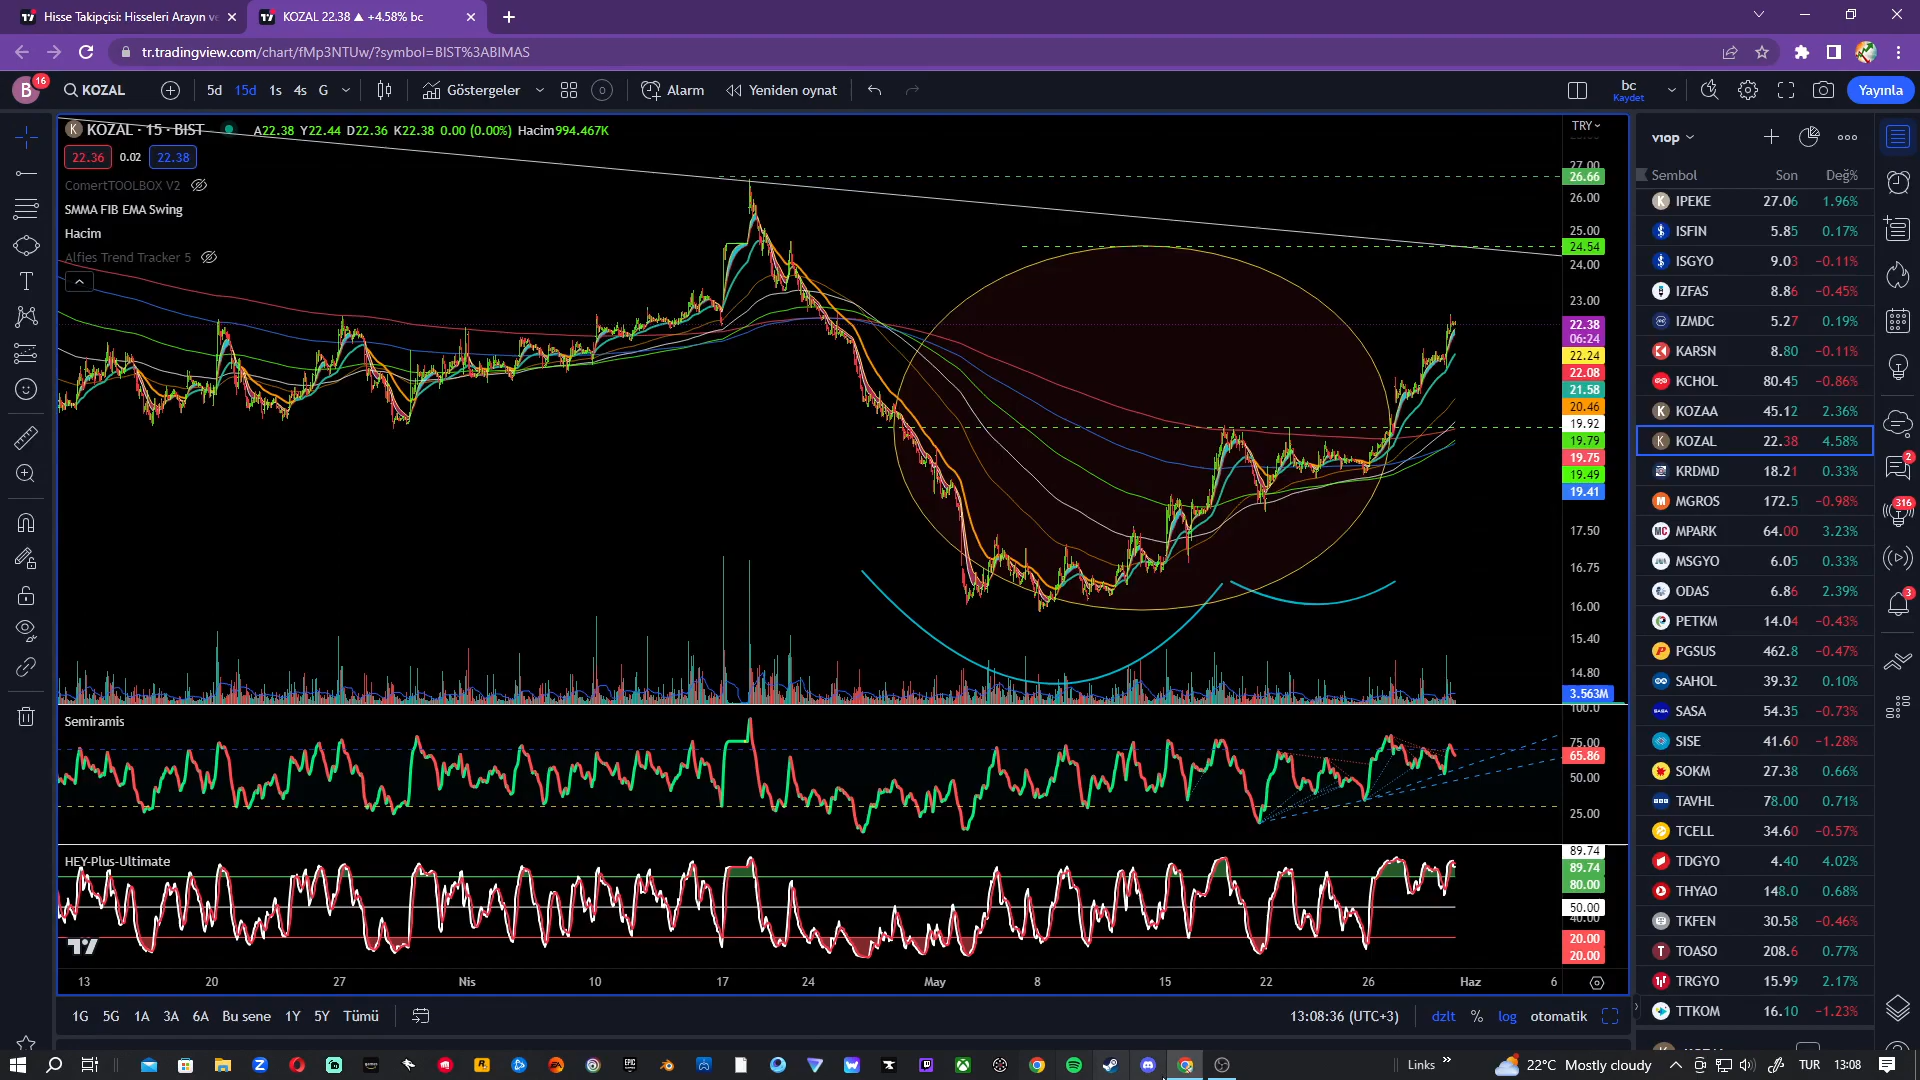 Hisse Takipçisi: Hisseleri Arayın ve
KOZAL 22.38 ▲ +4.58% bc
tr.tradingview.com/chart/fMp3NTUw/?symbol=BIST%3ABIMAS
B
16
KOZAL
5d 15d 1s 4s G
Göstergeler
Alarm
Yeniden oynat
bc
Kaydet
Yayınla
KOZAL · 15 · BIST
A22.38 Y22.44 D22.36 K22.38 0.00 (0.00%) Hacim994.467K
22.36 0.02 22.38
ComertTOOLBOX V2
SMMA FIB EMA Swing
Hacim
Alfies Trend Tracker 5
TRY
27.00
26.66
26.00
25.00
24.54
24.00
23.00
22.38
06:24
22.24
22.08
21.58
20.46
19.92
19.79
19.75
19.49
19.41
17.50
16.75
16.00
15.40
14.80
3.563M
Semiramis
100.0
75.00
65.86
50.00
25.00
HEY-Plus-Ultimate
89.74
89.74
80.00
50.00
40.00
20.00
20.00
13 20 27 Nis 10 17 24 May 8 15 22 26 Haz 6
1G 5G 1A 3A 6A Bu sene 1Y 5Y Tümü
13:08:36 (UTC+3)
dzlt % log otomatik
VIOP
Sembol Son Değ%
IPEKE 27.06 1.96%
ISFIN 5.85 0.17%
ISGYO 9.03 −0.11%
IZFAS 8.86 −0.45%
IZMDC 5.27 0.19%
KARSN 8.80 −0.11%
KCHOL 80.45 −0.86%
KOZAA 45.12 2.36%
KOZAL 22.38 4.58%
KRDMD 18.21 0.33%
MGROS 172.5 −0.98%
MPARK 64.00 3.23%
MSGYO 6.05 0.33%
ODAS 6.86 2.39%
PETKM 14.04 −0.43%
PGSUS 462.8 −0.47%
SAHOL 39.32 0.10%
SASA 54.35 −0.73%
SISE 41.60 −1.28%
SOKM 27.38 0.66%
TAVHL 78.00 0.71%
TCELL 34.60 −0.57%
TDGYO 4.40 4.02%
THYAO 148.0 0.68%
TKFEN 30.58 −0.46%
TOASO 208.6 0.77%
TRGYO 15.99 2.17%
TTKOM 16.10 −1.23%
2
316
3
Links
22°C Mostly cloudy
TUR 13:08